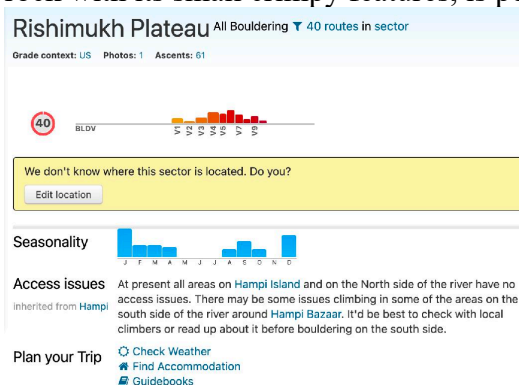 Rishimukh Plateau All Bouldering 40 routes in sector
Grade context: US Photos: 1 Ascents: 61
40
BLDV V1 V2 V3 V4 V5 V7 V9
We don't know where this sector is located. Do you?
Edit location
Seasonality
J F M A M J J A S O N D
Access issues
inherited from Hampi
At present all areas on Hampi Island and on the North side of the river have no
access issues. There may be some issues climbing in some of the areas on the
south side of the river around Hampi Bazaar. It'd be best to check with local
climbers or read up about it before bouldering on the south side.
Plan your Trip
Check Weather
Find Accommodation
Guidebooks